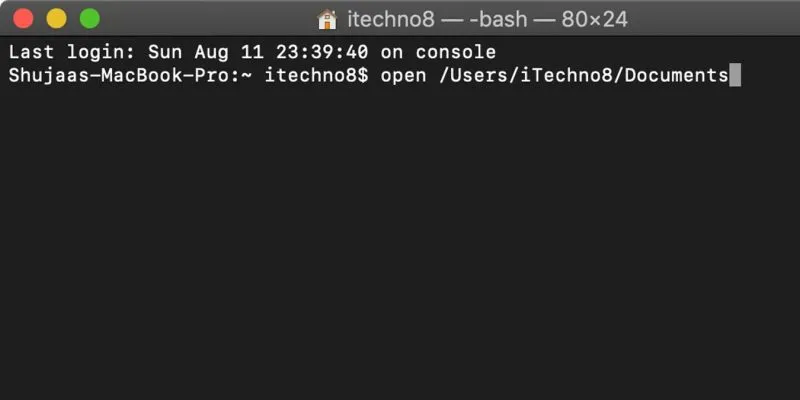 itechno8 — -bash — 80×24
Last login: Sun Aug 11 23:39:40 on console
Shujaas-MacBook-Pro:~ itechno8$ open /Users/iTechno8/Documents